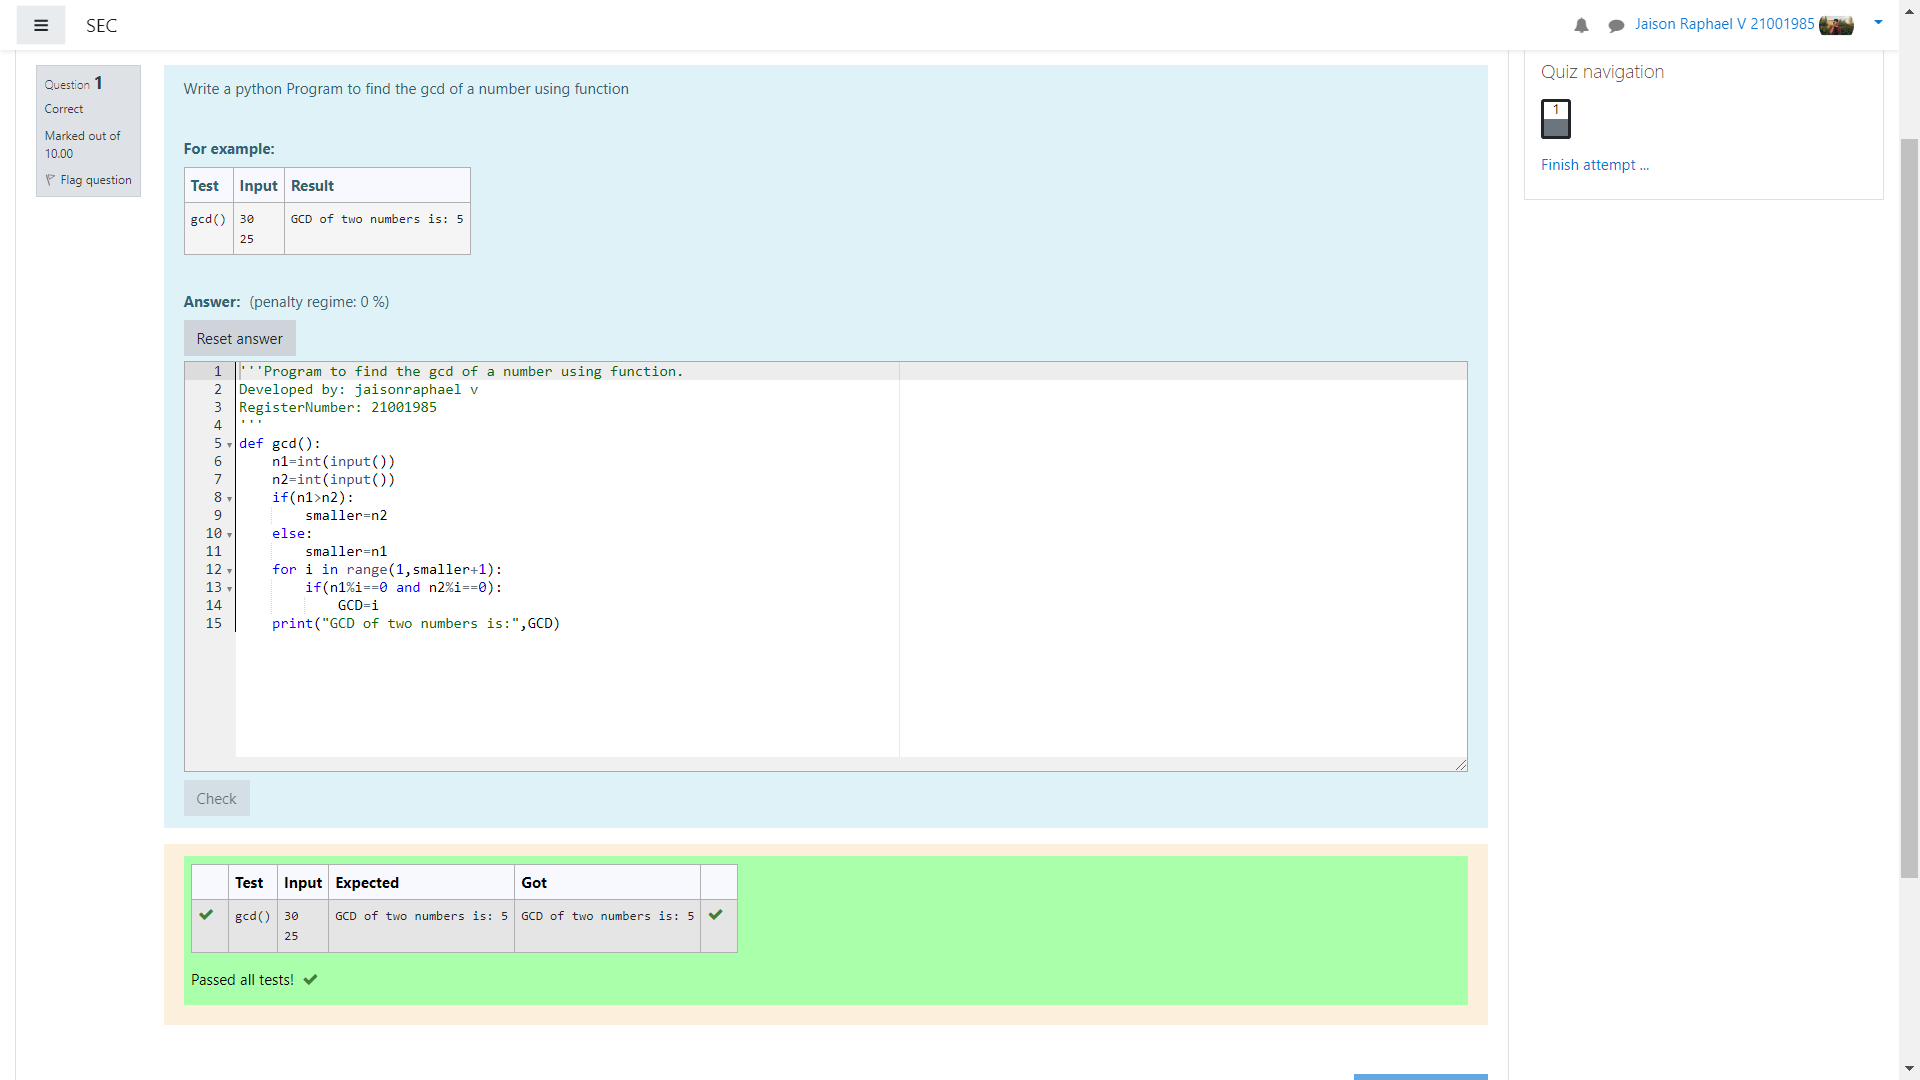 SEC
Jaison Raphael V 21001985
Question 1
Correct
Marked out of
10.00
Flag question
Write a python Program to find the gcd of a number using function
For example:
Test Input Result
gcd() 30 GCD of two numbers is: 5
25
Answer: (penalty regime: 0 %)
Reset answer
1 '''Program to find the gcd of a number using function.
2 Developed by: jaisonraphael v
3 RegisterNumber: 21001985
4 '''
5 def gcd():
6 n1=int(input())
7 n2=int(input())
8 if(n1>n2):
9 smaller=n2
10 else:
11 smaller=n1
12 for i in range(1,smaller+1):
13 if(n1%i==0 and n2%i==0):
14 GCD=i
15 print("GCD of two numbers is:",GCD)
Check
Test Input Expected Got
gcd() 30 GCD of two numbers is: 5 GCD of two numbers is: 5
25
Passed all tests!
Quiz navigation
1
Finish attempt ...